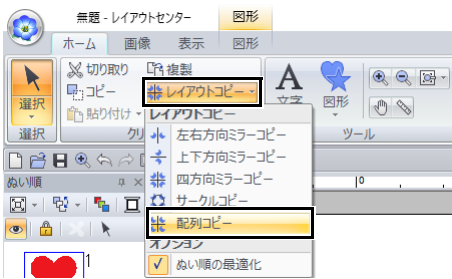 無題 - レイアウトセンター
図形
ホーム 画像 表示 図形
選択
選択
切り取り
コピー
貼り付け
複製
レイアウトコピー
クリ
文字
図形
ツール
レイアウトコピー
左右方向ミラーコピー
上下方向ミラーコピー
四方向ミラーコピー
サークルコピー
配列コピー
オプション
ぬい順の最適化
ぬい順
1
0